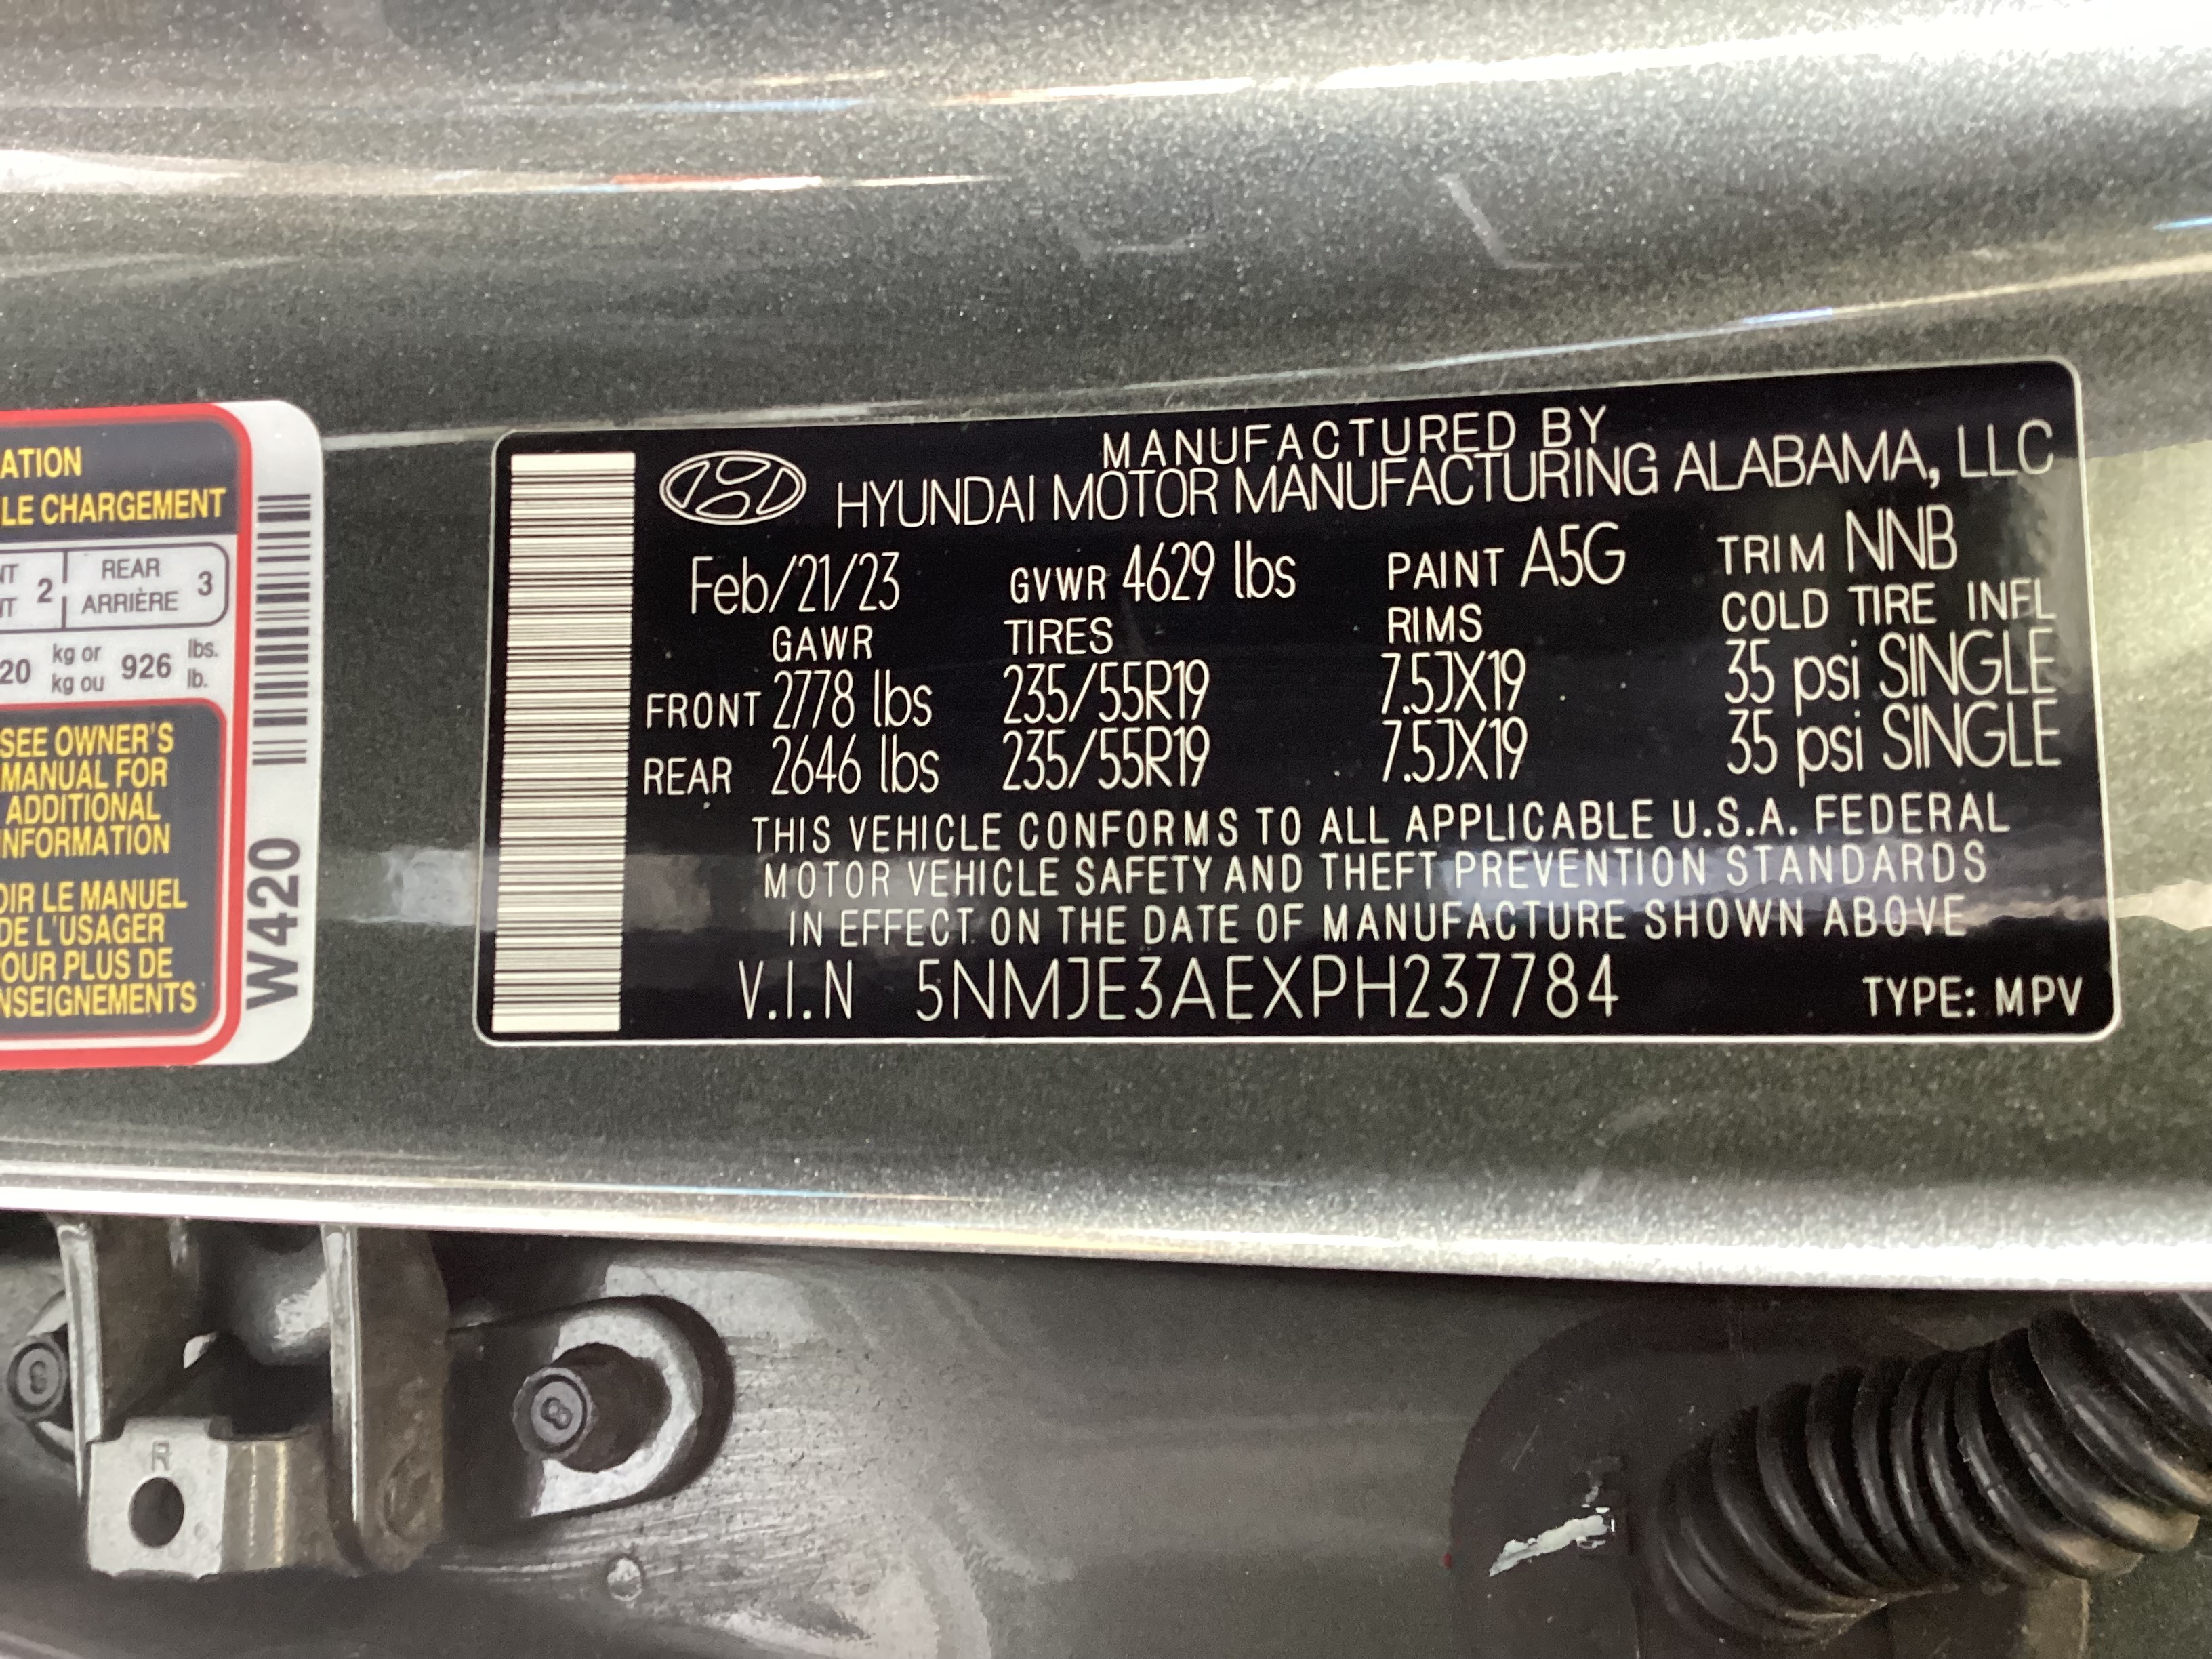 ATION
LE CHARGEMENT
NT 2 REAR 3
NT ARRIÈRE
20 kg or 926 lbs.
kg ou lb.
SEE OWNER'S
MANUAL FOR
ADDITIONAL
INFORMATION
OIR LE MANUEL
DE L'USAGER
OUR PLUS DE
NSEIGNEMENTS
W420
MANUFACTURED BY
HYUNDAI MOTOR MANUFACTURING ALABAMA, LLC
Feb/21/23 GVWR 4629 lbs PAINT A5G TRIM NNB
GAWR TIRES RIMS COLD TIRE INFL
FRONT 2778 lbs 235/55R19 7.5JX19 35 psi SINGLE
REAR 2646 lbs 235/55R19 7.5JX19 35 psi SINGLE
THIS VEHICLE CONFORMS TO ALL APPLICABLE U.S.A. FEDERAL
MOTOR VEHICLE SAFETY AND THEFT PREVENTION STANDARDS
IN EFFECT ON THE DATE OF MANUFACTURE SHOWN ABOVE
V.I.N 5NMJE3AEXPH237784 TYPE: MPV
8
8
R